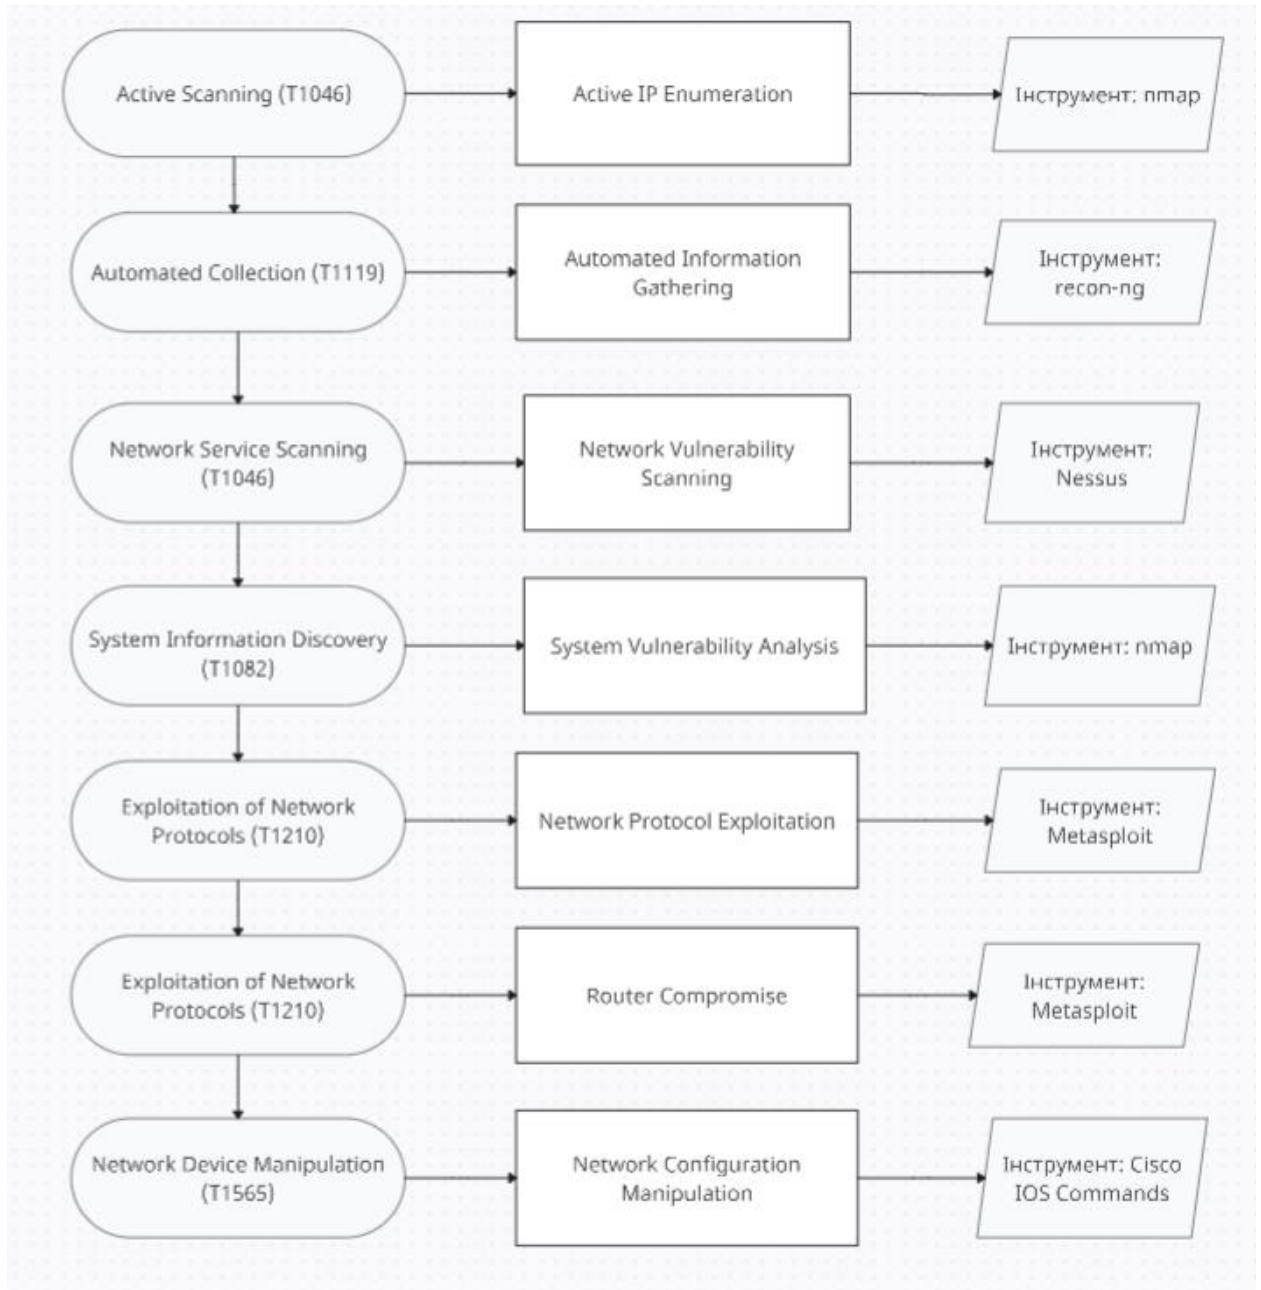 Active Scanning (T1046)
Active IP Enumeration
Інструмент: nmap
Automated Collection (T1119)
Automated Information
Gathering
Інструмент:
recon-ng
Network Service Scanning
(T1046)
Network Vulnerability
Scanning
Інструмент:
Nessus
System Information Discovery
(T1082)
System Vulnerability Analysis
Інструмент: nmap
Exploitation of Network
Protocols (T1210)
Network Protocol Exploitation
Інструмент:
Metasploit
Exploitation of Network
Protocols (T1210)
Router Compromise
Інструмент:
Metasploit
Network Device Manipulation
(T1565)
Network Configuration
Manipulation
Інструмент: Cisco
IOS Commands